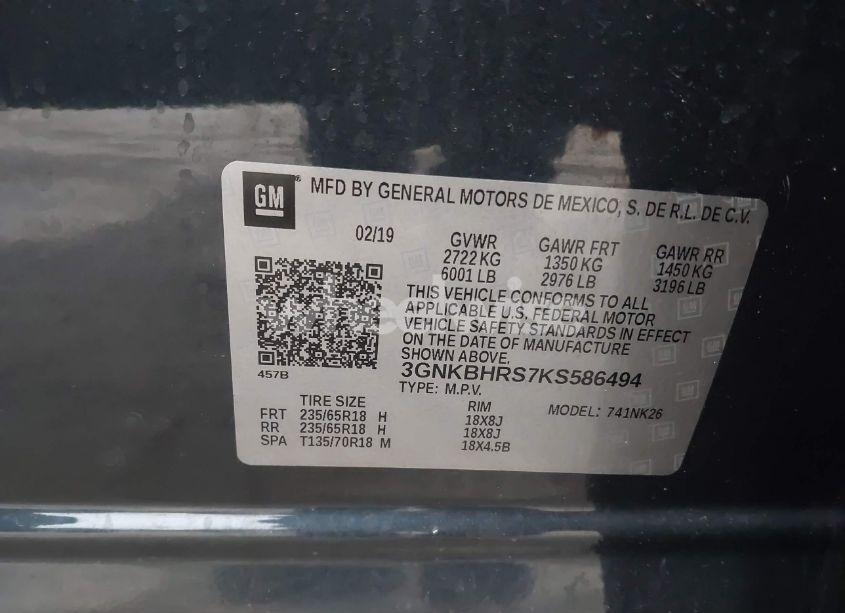 GM ® MFD BY GENERAL MOTORS DE MEXICO, S. DE R.L. DE C.V.
02/19 GVWR GAWR FRT GAWR RR
2722 KG 1350 KG 1450 KG
6001 LB 2976 LB 3196 LB
THIS VEHICLE CONFORMS TO ALL
APPLICABLE U.S. FEDERAL MOTOR
VEHICLE SAFETY STANDARDS IN EFFECT
ON THE DATE OF MANUFACTURE
SHOWN ABOVE.
457B
3GNKBHRS7KS586494
TYPE: M.P.V.
TIRE SIZE RIM MODEL: 741NK26
FRT 235/65R18 H 18X8J
RR 235/65R18 H 18X8J
SPA T135/70R18 M 18X4.5B